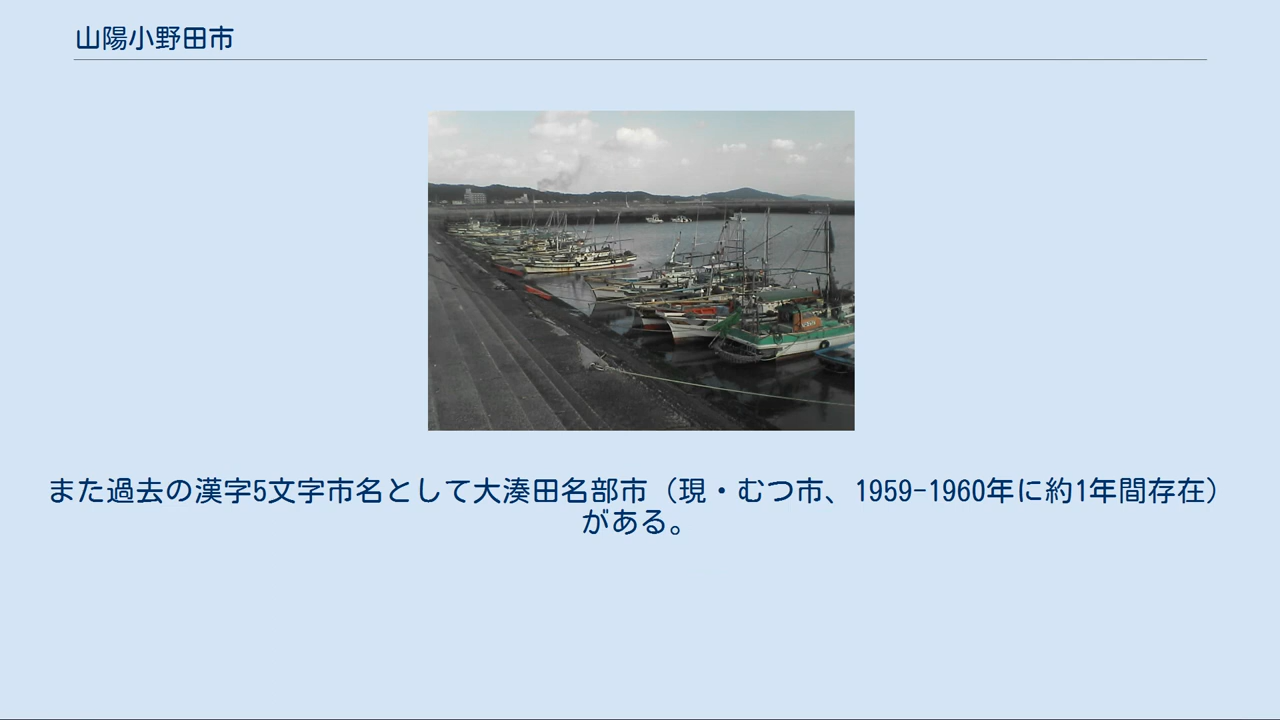 山陽小野田市
また過去の漢字5文字市名として大湊田名部市（現・むつ市、1959-1960年に約1年間存在）
がある。